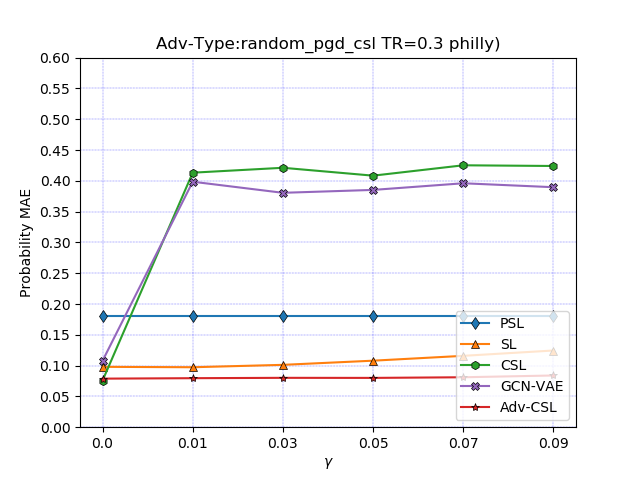 Adv-Type:random_pgd_csl TR=0.3 philly)
Probability MAE
0.60
0.55
0.50
0.45
0.40
0.35
0.30
0.25
0.20
0.15
0.10
0.05
0.00
PSL
SL
CSL
GCN-VAE
Adv-CSL
0.0 0.01 0.03 0.05 0.07 0.09
γ